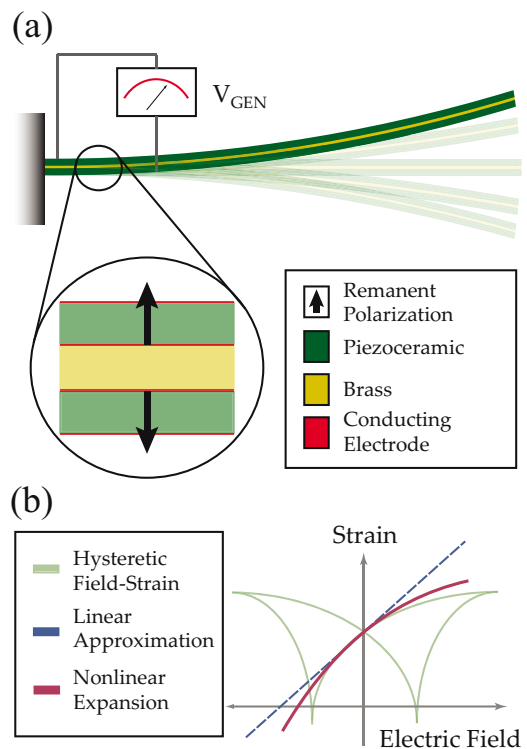 (a)
V_GEN
Remanent
Polarization
Piezoceramic
Brass
Conducting
Electrode
(b)
Hysteretic
Field-Strain
Linear
Approximation
Nonlinear
Expansion
Strain
Electric Field